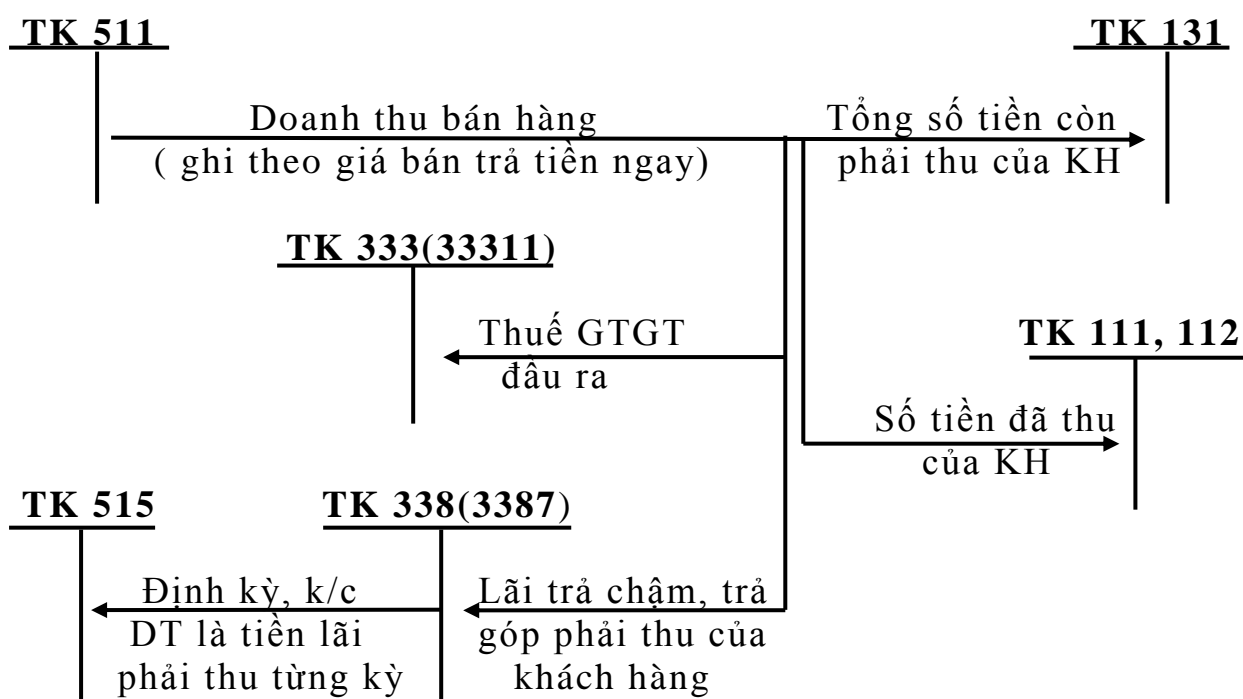 TK 511
TK 131
Doanh thu bán hàng
( ghi theo giá bán trả tiền ngay)
Tổng số tiền còn
phải thu của KH
TK 333(33311)
Thuế GTGT
đầu ra
TK 111, 112
Số tiền đã thu
của KH
TK 515
TK 338(3387)
Định kỳ, k/c
DT là tiền lãi
phải thu từng kỳ
Lãi trả chậm, trả
góp phải thu của
khách hàng